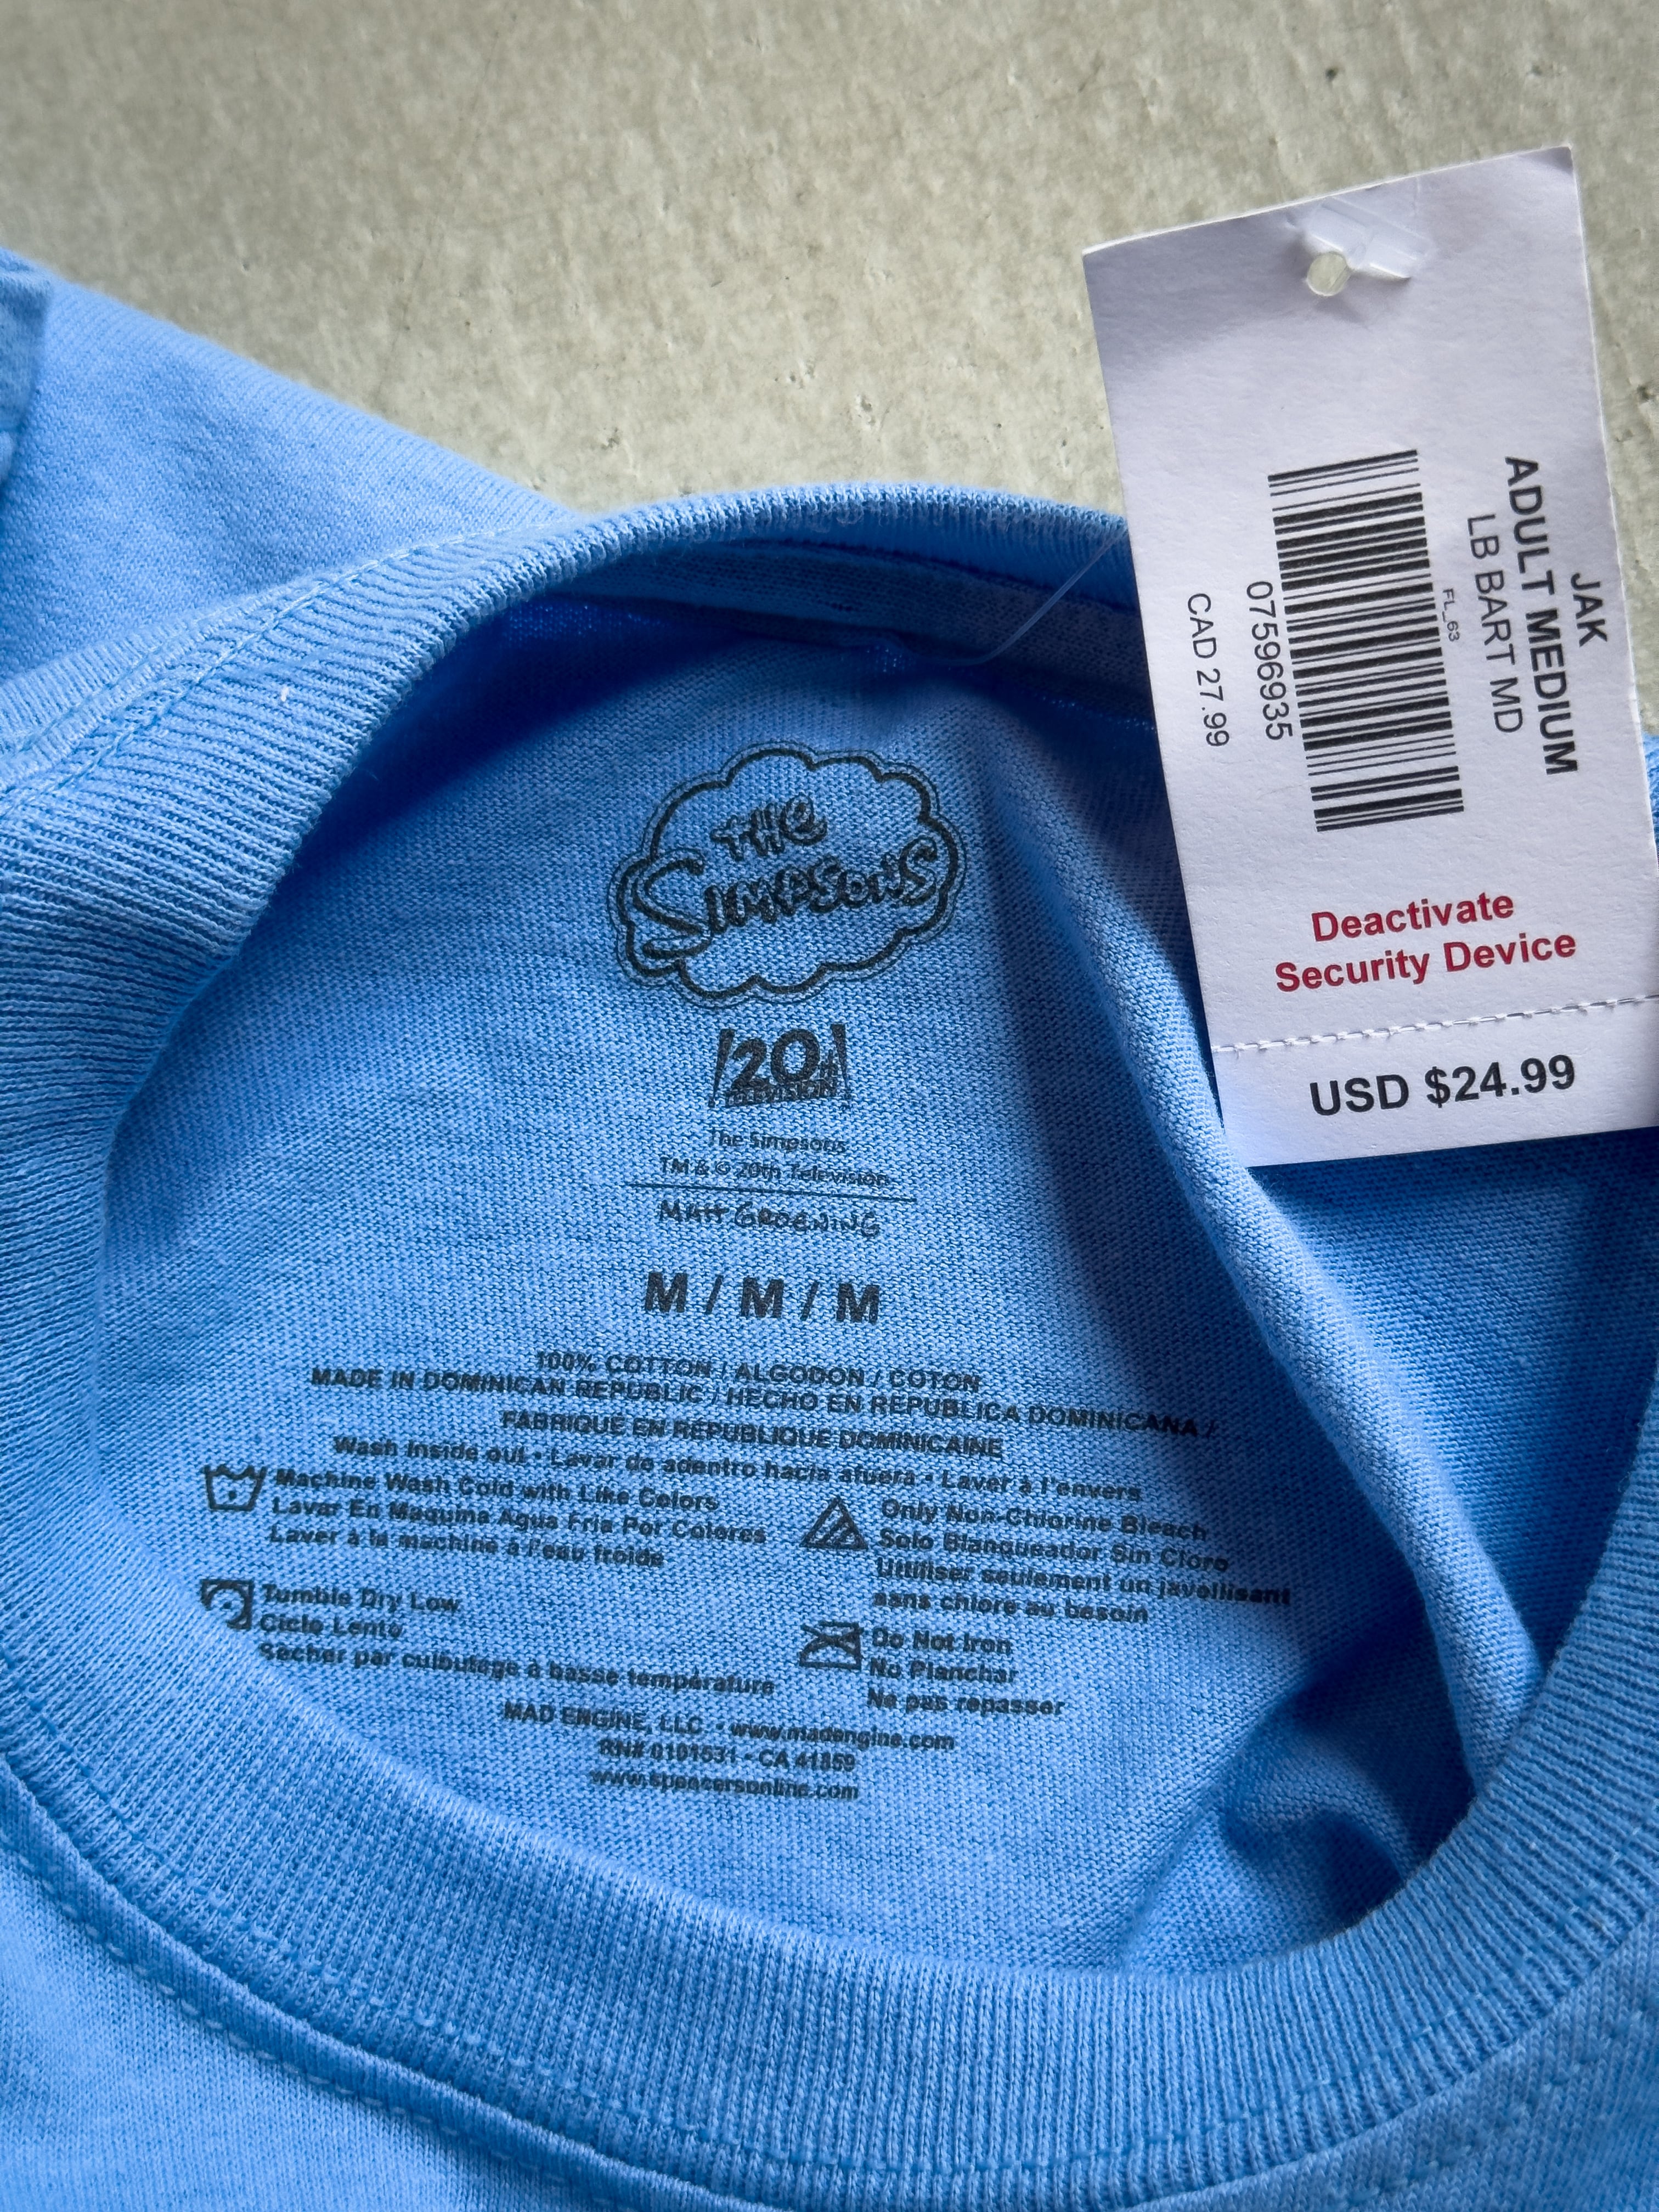 JAK
ADULT MEDIUM
LB BART MD
FL_63
07596935
CAD 27.99
Deactivate
Security Device
USD $24.99
THE
SIMPSONS
20th
TELEVISION
The Simpsons
TM & © 20th Television
MATT GROENING
M / M / M
100% COTTON / ALGODON / COTON
MADE IN DOMINICAN REPUBLIC / HECHO EN REPUBLICA DOMINICANA /
FABRIQUÉ EN RÉPUBLIQUE DOMINICAINE
Wash inside out • Lavar de adentro hacia afuera • Laver à l'envers
Machine Wash Cold with Like Colors
Lavar En Maquina Agua Fria Por Colores
Laver à la machine à l'eau froide
Only Non-Chlorine Bleach
Solo Blanqueador Sin Cloro
Utiliser seulement un javellisant
sans chlore au besoin
Tumble Dry Low
Ciclo Lento
Sécher par culbutage à basse température
Do Not Iron
No Planchar
Ne pas repasser
MAD ENGINE, LLC • www.madengine.com
RN# 0101531 • CA 41859
www.spencersonline.com